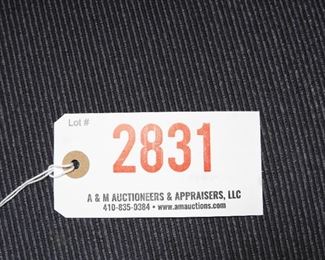 Lot #
2831
A & M AUCTIONEERS & APPRAISERS, LLC
410-835-0384 • www.amauctions.com